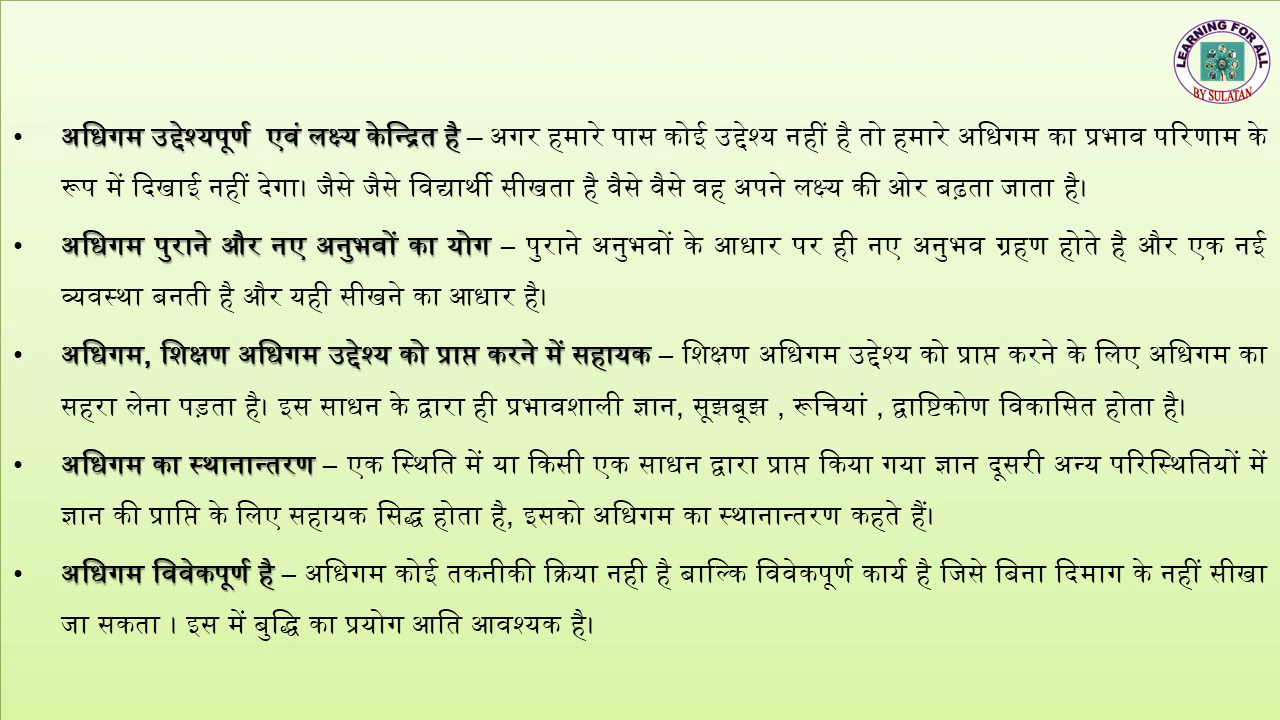 LEARNING FOR ALL
BY SULATAN
• अधिगम उद्देश्यपूर्ण एवं लक्ष्य केन्द्रित है – अगर हमारे पास कोई उद्देश्य नहीं है तो हमारे अधिगम का प्रभाव परिणाम के
रूप में दिखाई नहीं देगा। जैसे जैसे विद्यार्थी सीखता है वैसे वैसे वह अपने लक्ष्य की ओर बढ़ता जाता है।
• अधिगम पुराने और नए अनुभवों का योग – पुराने अनुभवों के आधार पर ही नए अनुभव ग्रहण होते है और एक नई
व्यवस्था बनती है और यही सीखने का आधार है।
• अधिगम, शिक्षण अधिगम उद्देश्य को प्राप्त करने में सहायक – शिक्षण अधिगम उद्देश्य को प्राप्त करने के लिए अधिगम का
सहरा लेना पड़ता है। इस साधन के द्वारा ही प्रभावशाली ज्ञान, सूझबूझ , रूचियां , द्वाष्टिकोण विकासित होता है।
• अधिगम का स्थानान्तरण – एक स्थिति में या किसी एक साधन द्वारा प्राप्त किया गया ज्ञान दूसरी अन्य परिस्थितियों में
ज्ञान की प्राप्ति के लिए सहायक सिद्ध होता है, इसको अधिगम का स्थानान्तरण कहते हैं।
• अधिगम विवेकपूर्ण है – अधिगम कोई तकनीकी क्रिया नही है बाल्कि विवेकपूर्ण कार्य है जिसे बिना दिमाग के नहीं सीखा
जा सकता । इस में बुद्धि का प्रयोग आति आवश्यक है।